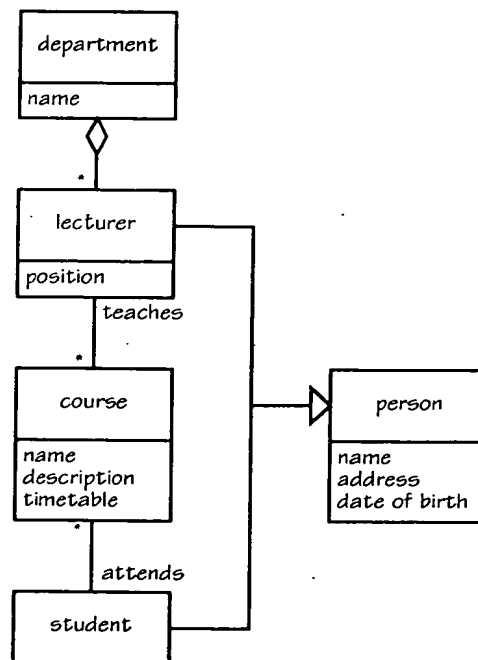 department
name
*
lecturer
position
teaches
*
course
name
description
timetable
*
attends
student
person
name
address
date of birth